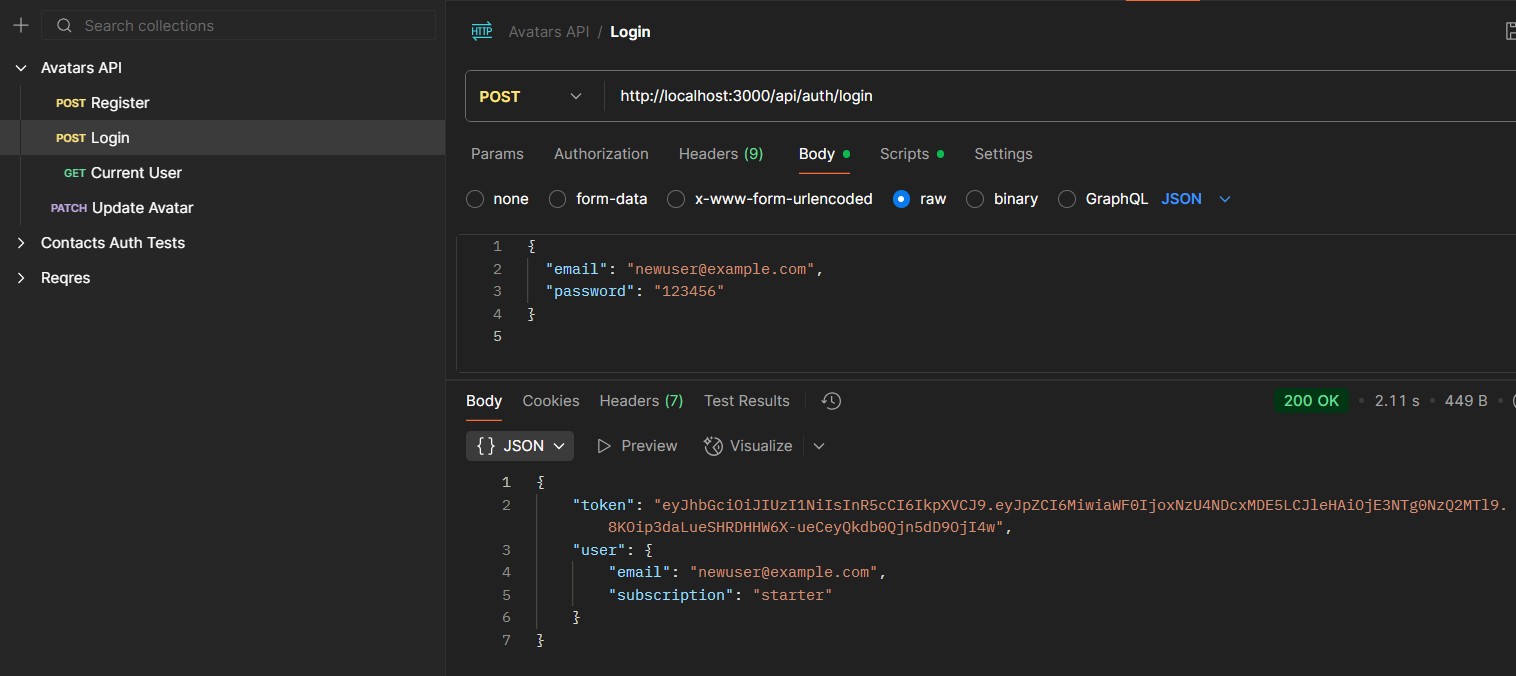 Search collections
Avatars API
POST Register
POST Login
GET Current User
PATCH Update Avatar
Contacts Auth Tests
Reqres
HTTP Avatars API / Login
POST http://localhost:3000/api/auth/login
Params Authorization Headers (9) Body Scripts Settings
none form-data x-www-form-urlencoded raw binary GraphQL JSON
1 {
2 "email": "newuser@example.com",
3 "password": "123456"
4 }
5
Body Cookies Headers (7) Test Results 200 OK • 2.11 s • 449 B •
{} JSON Preview Visualize
1 {
2 "token": "eyJhbGciOiJIUzI1NiIsInR5cCI6IkpXVCJ9.eyJpZCI6MiwiaWF0IjoxNzU4NDcxMDE5LCJleHAiOjE3NTg0NzQ2MTl9.
8KOip3daLueSHRDHHW6X-ueCeyQkdb0Qjn5dD9OjI4w",
3 "user": {
4 "email": "newuser@example.com",
5 "subscription": "starter"
6 }
7 }